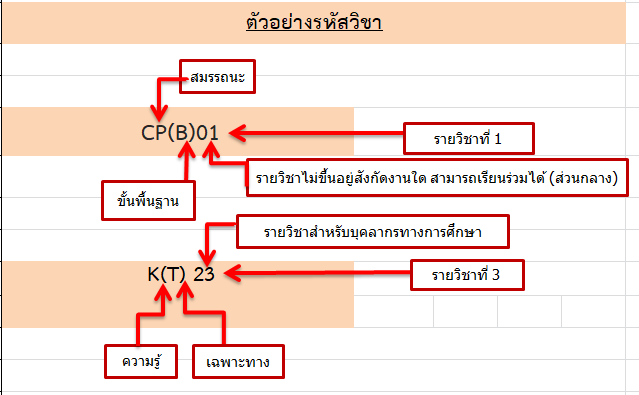 ตัวอย่างรหัสวิชา
สมรรถนะ
CP(B)01
รายวิชาที่ 1
รายวิชาไม่ขึ้นอยู่สังกัดงานใด สามารถเรียนร่วมได้ (ส่วนกลาง)
ขั้นพื้นฐาน
รายวิชาสำหรับบุคลากรทางการศึกษา
K(T) 23
รายวิชาที่ 3
ความรู้
เฉพาะทาง